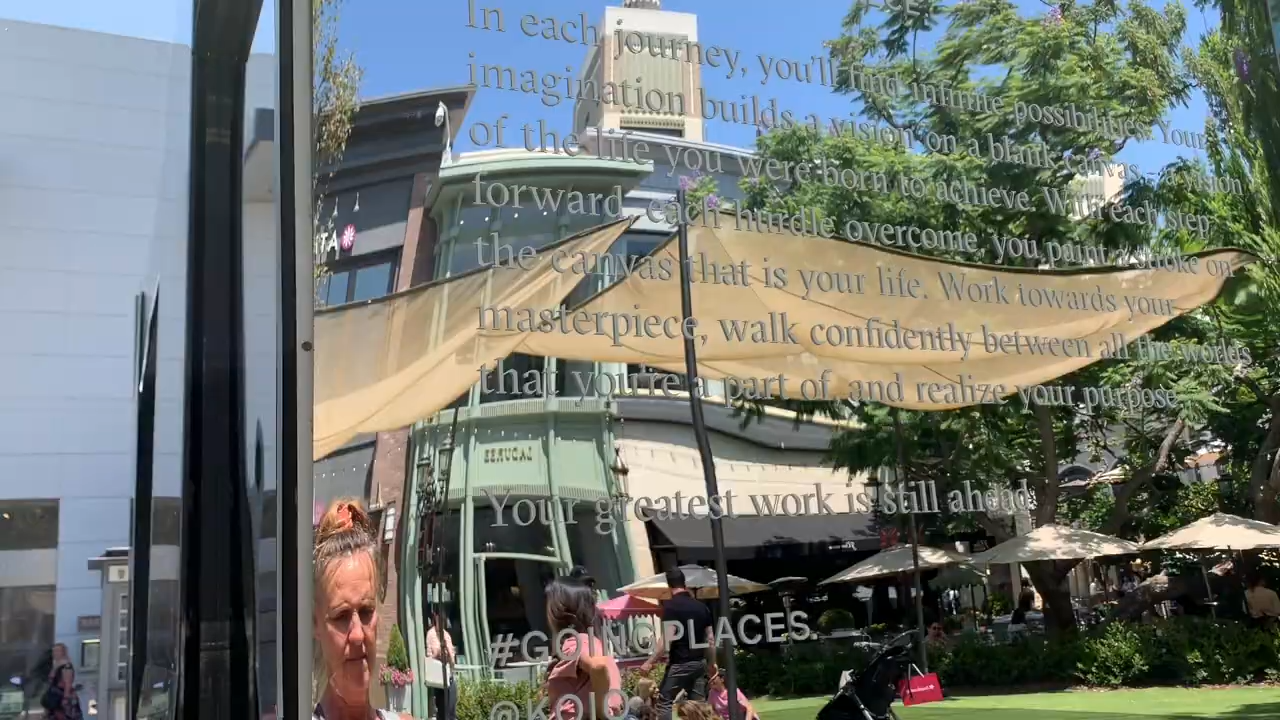 In each journey, you'll find infinite possibilities. Your
imagination builds a vision on a blank canvas - a vision
of the life you were born to achieve. With each step
forward, each hurdle overcome, you paint a stroke on
the canvas that is your life. Work towards your
masterpiece, walk confidently between all the worlds
that you're a part of, and realize your purpose.
Your greatest work is still ahead.
#GOING PLACES.
@KOIO